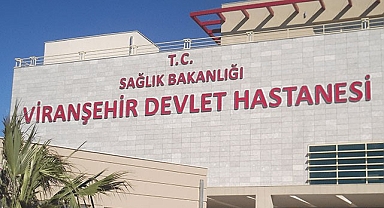 T.C.
SAĞLIK BAKANLIĞI
VİRANŞEHİR DEVLET HASTANESİ